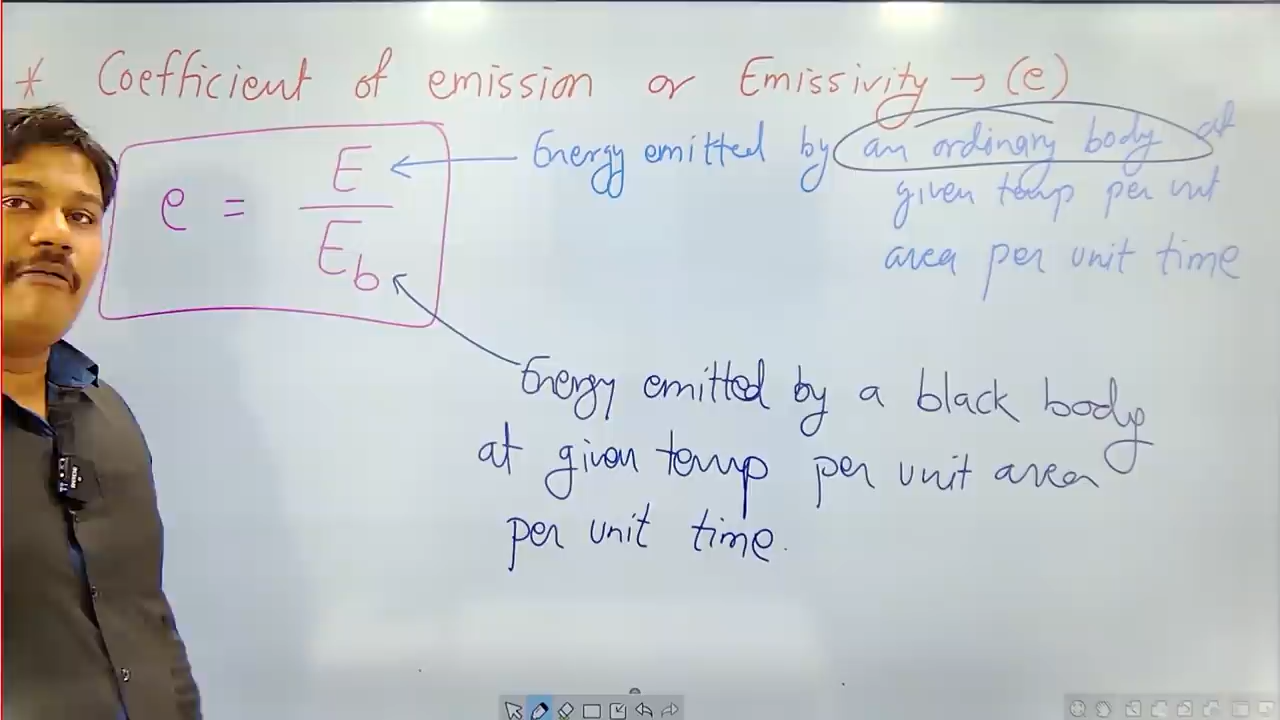 * Coefficient of emission or Emissivity → (e)
e = E / E_b
Energy emitted by an ordinary body at
given temp per unit
area per unit time
Energy emitted by a black body
at given temp per unit area
per unit time.